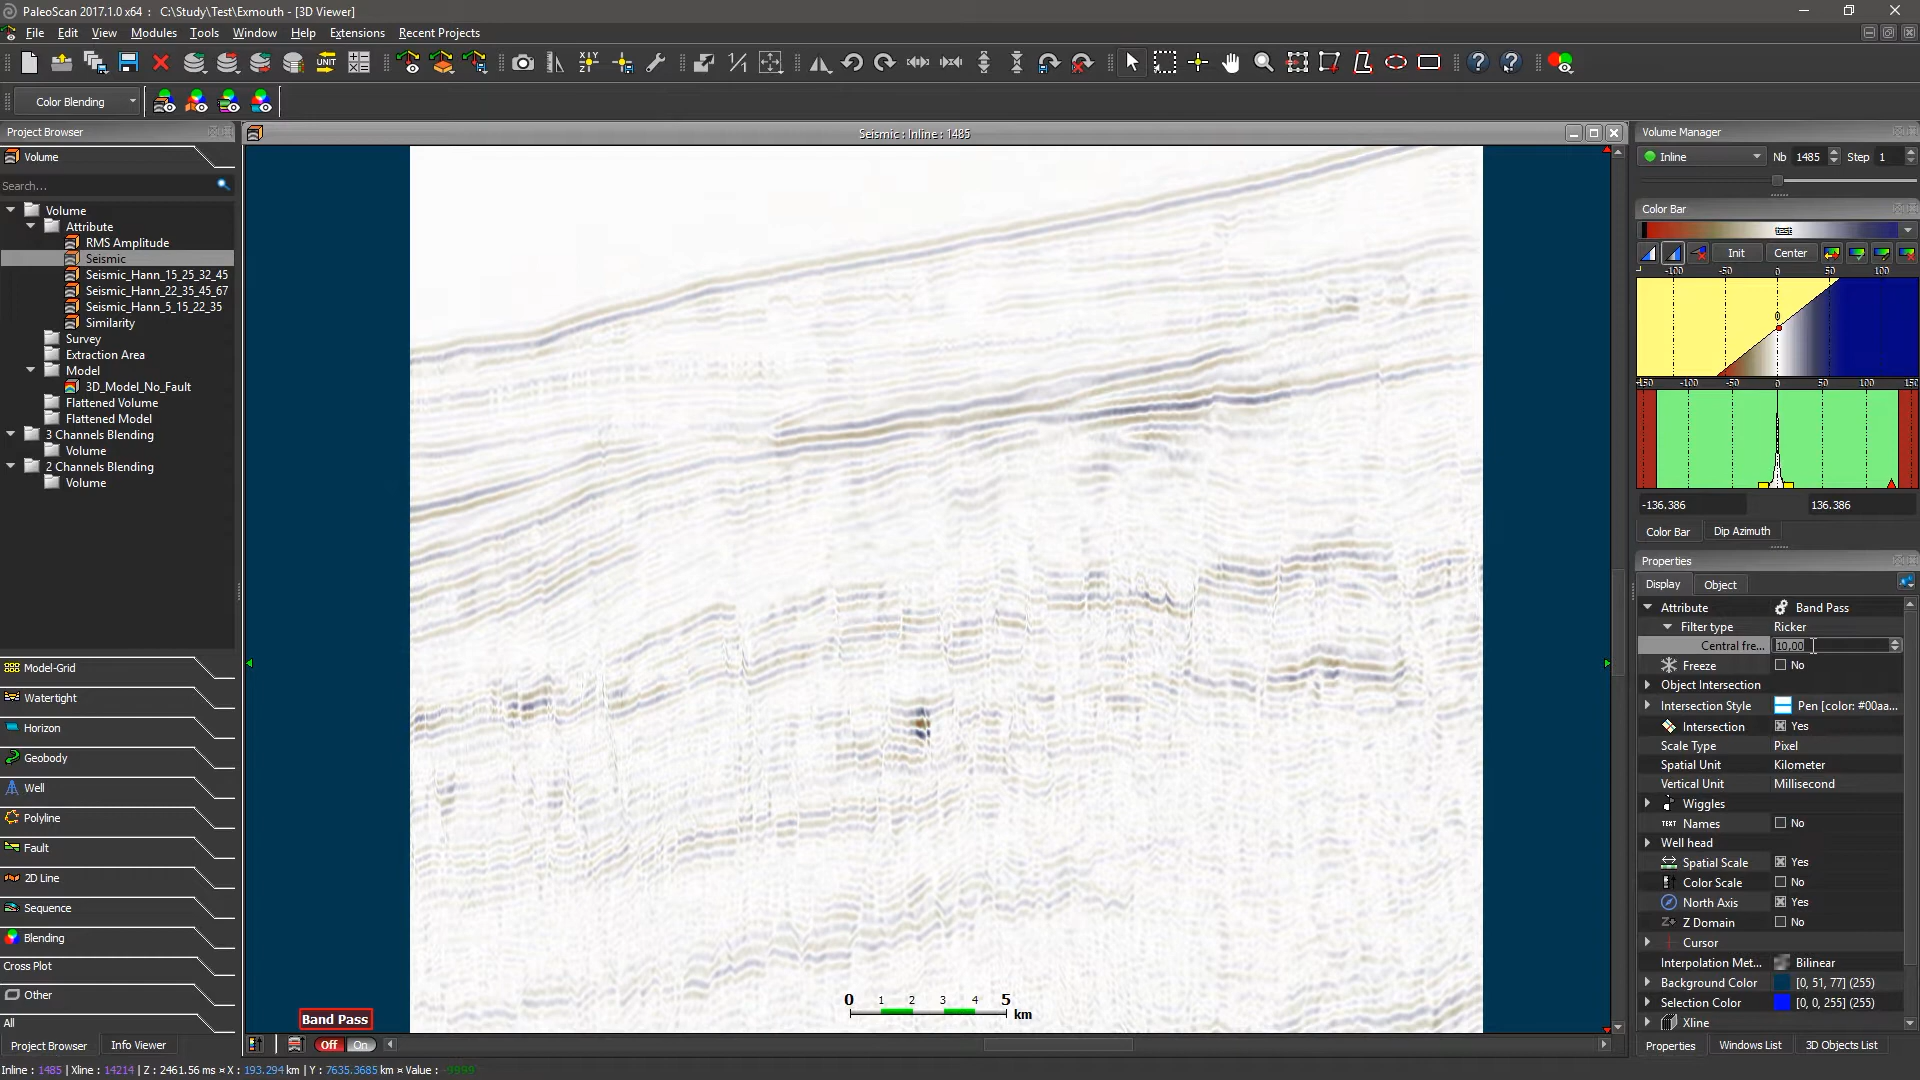 PaleoScan 2017.1.0 x64 : C:\Study\Test\Exmouth - [3D Viewer]
File Edit View Modules Tools Window Help Extensions Recent Projects
UNIT
Color Blending
Project Browser
Volume
Search...
Volume
Attribute
RMS Amplitude
Seismic
Seismic_Hann_15_25_32_45
Seismic_Hann_22_35_45_67
Seismic_Hann_5_15_22_35
Similarity
Survey
Extraction Area
Model
3D_Model_No_Fault
Flattened Volume
Flattened Model
3 Channels Blending
Volume
2 Channels Blending
Volume
Model-Grid
Watertight
Horizon
Geobody
Well
Polyline
Fault
2D Line
Sequence
Blending
Cross Plot
Other
All
Project Browser Info Viewer
Seismic : Inline : 1485
0 1 2 3 4 5 km
Band Pass
Off On
Volume Manager
Inline Nb 1485 Step 1
Color Bar
test
Init Center
-100 -50 0 50 100
0
-150 -100 -50 0 50 100 150
-136.386 136.386
Color Bar Dip Azimuth
Properties
Display Object
Attribute Band Pass
Filter type Ricker
Central fre... 10,00
Freeze No
Object Intersection
Intersection Style Pen [color: #00aa...
Intersection Yes
Scale Type Pixel
Spatial Unit Kilometer
Vertical Unit Millisecond
Wiggles
TEXT Names No
Well head
Spatial Scale Yes
Color Scale No
North Axis Yes
Z Domain No
Cursor
Interpolation Met... Bilinear
Background Color [0, 51, 77] (255)
Selection Color [0, 0, 255] (255)
Xline
Properties Windows List 3D Objects List
Inline : 1485 | Xline : 14214 | Z : 2461.56 ms ¤ X : 193.294 km | Y : 7635.3685 km ¤ Value : -9999